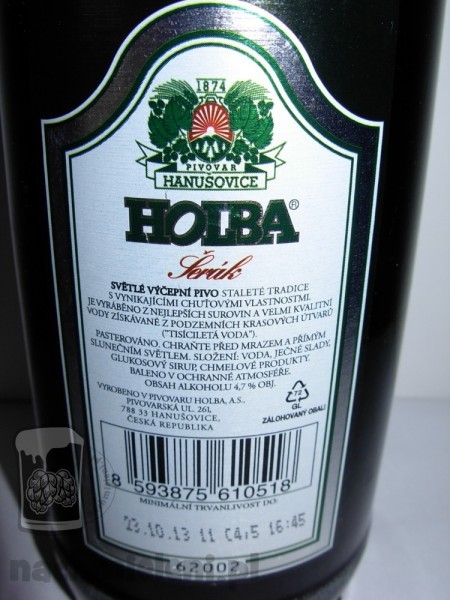 1874
PIVOVAR
HANUŠOVICE
HOLBA®
Šerák
SVĚTLÉ VÝČEPNÍ PIVO STALETÉ TRADICE
S VYNIKAJÍCÍMI CHUŤOVÝMI VLASTNOSTMI.
JE VYRÁBĚNO Z NEJLEPŠÍCH SUROVIN A VELMI KVALITNÍ
VODY ZÍSKÁVANÉ Z PODZEMNÍCH KRASOVÝCH ÚTVARŮ
("TISÍCILETÁ VODA").
PASTEROVÁNO. CHRAŇTE PŘED MRAZEM A PŘÍMÝM
SLUNEČNÍM SVĚTLEM. SLOŽENÍ: VODA, JEČNÉ SLADY,
GLUKOSOVÝ SIRUP, CHMELOVÉ PRODUKTY.
BALENO V OCHRANNÉ ATMOSFÉŘE.
OBSAH ALKOHOLU 4,7 % OBJ.
VYROBENO V PIVOVARU HOLBA, A.S.,
PIVOVARSKÁ UL. 261,
788 33 HANUŠOVICE,
ČESKÁ REPUBLIKA
72
GL
ZÁLOHOVANÝ OBAL!
8 593875 610518
MINIMÁLNÍ TRVANLIVOST DO:
23.10.13 11 C4,5 16:45
62002